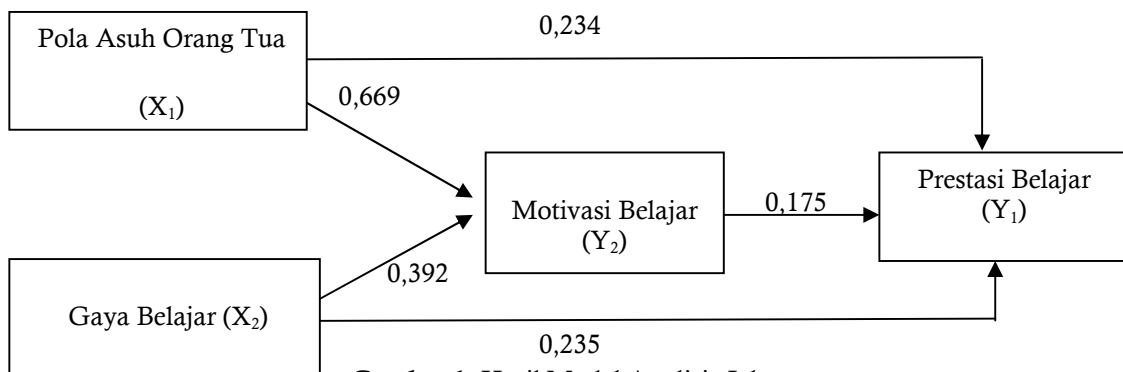 0,234
Pola Asuh Orang Tua
(X₁)
0,669
Prestasi Belajar
(Y₁)
Motivasi Belajar
(Y₂)
0,175
0,392
Gaya Belajar (X₂)
0,235